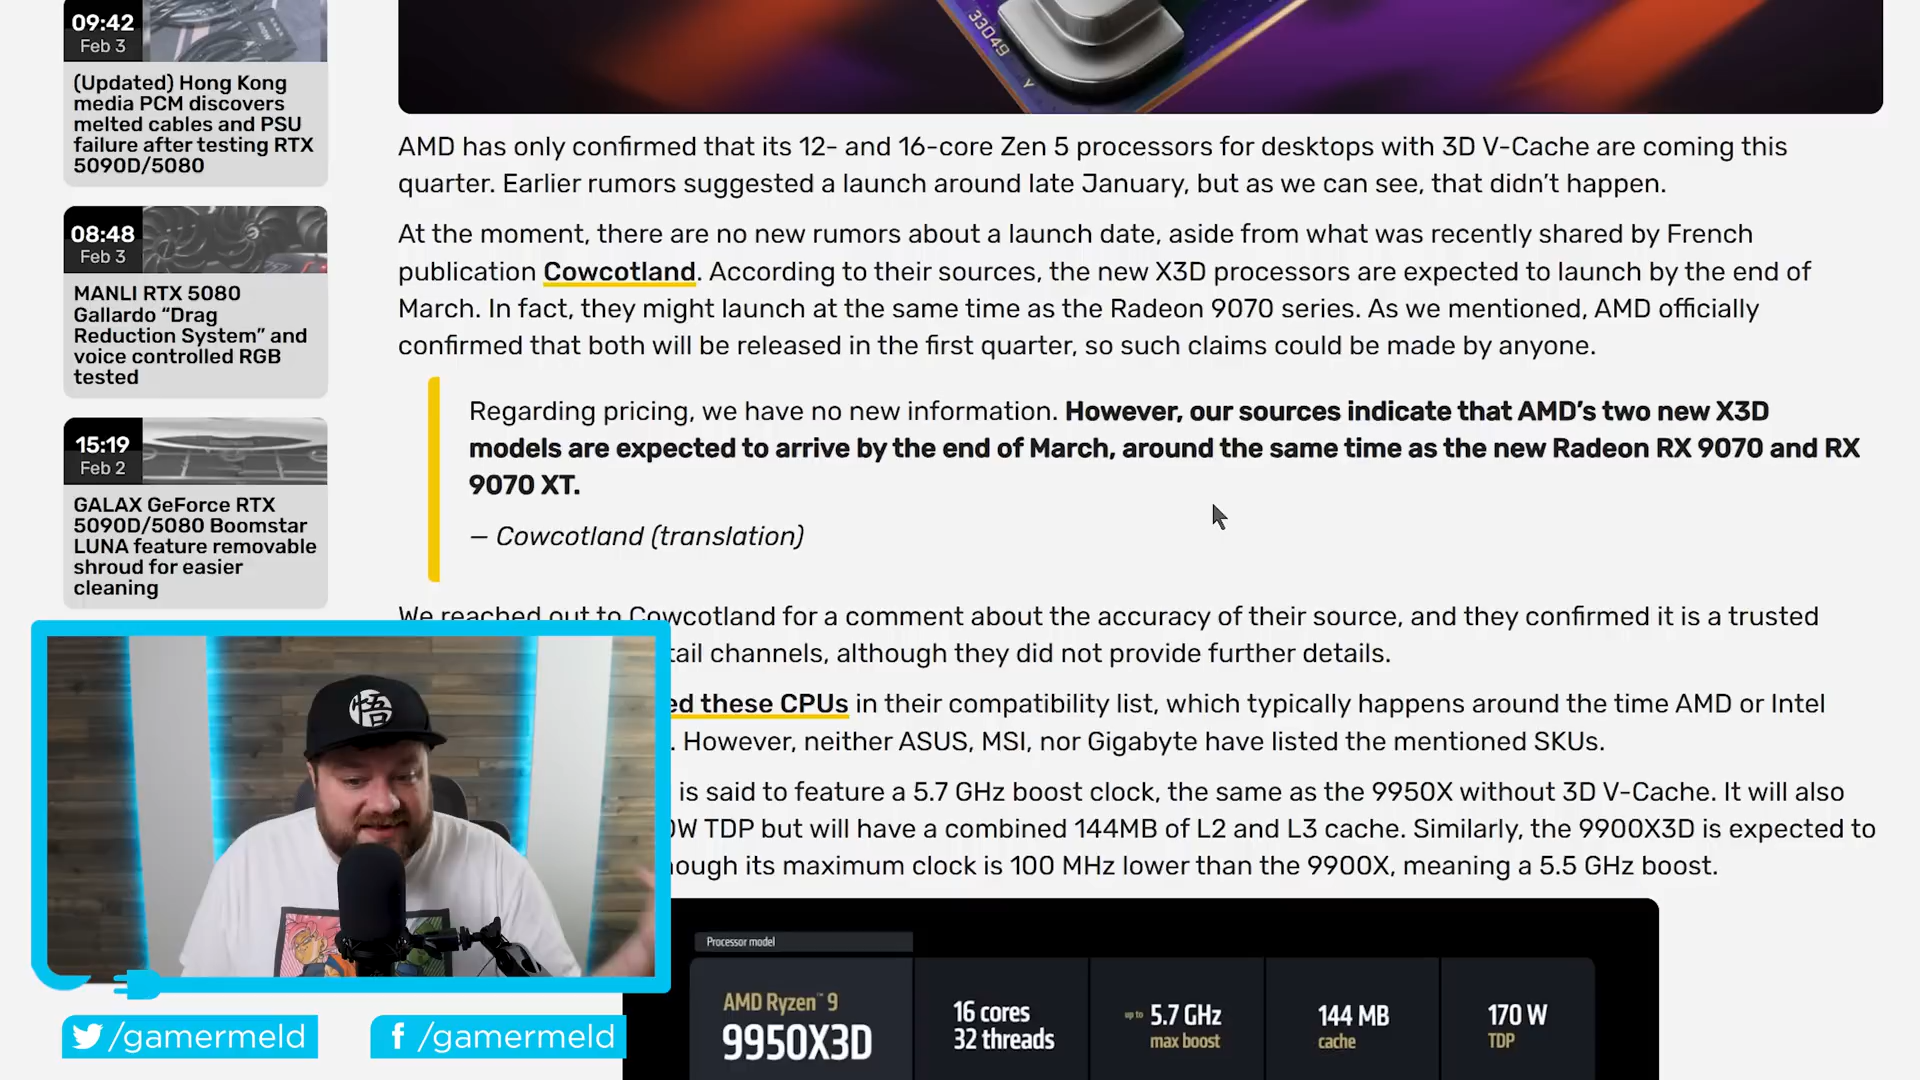 09:42
Feb 3
(Updated) Hong Kong
media PCM discovers
melted cables and PSU
failure after testing RTX
5090D/5080
08:48
Feb 3
MANLI RTX 5080
Gallardo “Drag
Reduction System” and
voice controlled RGB
tested
15:19
Feb 2
GALAX GeForce RTX
5090D/5080 Boomstar
LUNA feature removable
shroud for easier
cleaning
33049
Y
AMD has only confirmed that its 12- and 16-core Zen 5 processors for desktops with 3D V-Cache are coming this
quarter. Earlier rumors suggested a launch around late January, but as we can see, that didn’t happen.
At the moment, there are no new rumors about a launch date, aside from what was recently shared by French
publication Cowcotland. According to their sources, the new X3D processors are expected to launch by the end of
March. In fact, they might launch at the same time as the Radeon 9070 series. As we mentioned, AMD officially
confirmed that both will be released in the first quarter, so such claims could be made by anyone.
Regarding pricing, we have no new information. However, our sources indicate that AMD’s two new X3D
models are expected to arrive by the end of March, around the same time as the new Radeon RX 9070 and RX
9070 XT.
— Cowcotland (translation)
We reached out to Cowcotland for a comment about the accuracy of their source, and they confirmed it is a trusted
tail channels, although they did not provide further details.
ed these CPUs in their compatibility list, which typically happens around the time AMD or Intel
. However, neither ASUS, MSI, nor Gigabyte have listed the mentioned SKUs.
is said to feature a 5.7 GHz boost clock, the same as the 9950X without 3D V-Cache. It will also
0W TDP but will have a combined 144MB of L2 and L3 cache. Similarly, the 9900X3D is expected to
ough its maximum clock is 100 MHz lower than the 9900X, meaning a 5.5 GHz boost.
Processor model
AMD Ryzen™ 9
9950X3D
16 cores
32 threads
up to 5.7 GHz
max boost
144 MB
cache
170 W
TDP
悟
/gamermeld
f /gamermeld